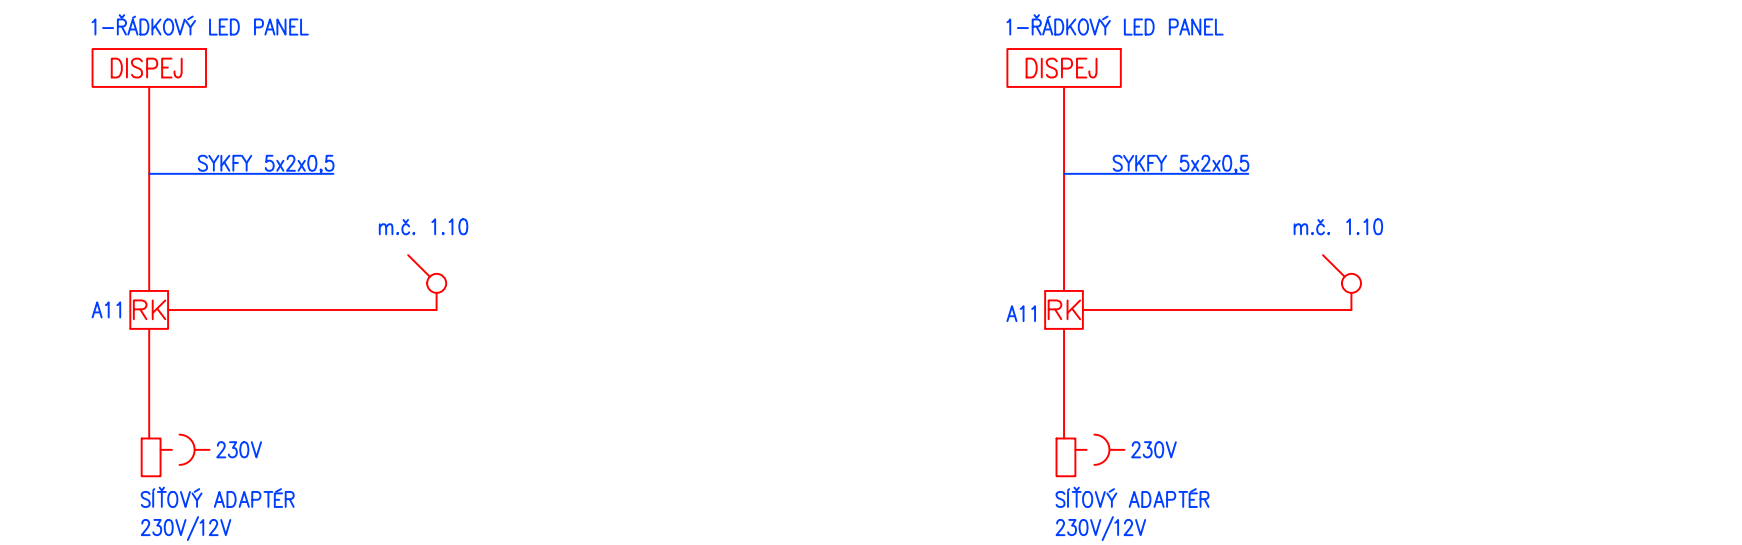 1-ŘÁDKOVÝ LED PANEL
DISPEJ
SYKFY 5x2x0,5
m.č. 1.10
A11 RK
230V
SÍŤOVÝ ADAPTÉR
230V/12V
1-ŘÁDKOVÝ LED PANEL
DISPEJ
SYKFY 5x2x0,5
m.č. 1.10
A11 RK
230V
SÍŤOVÝ ADAPTÉR
230V/12V